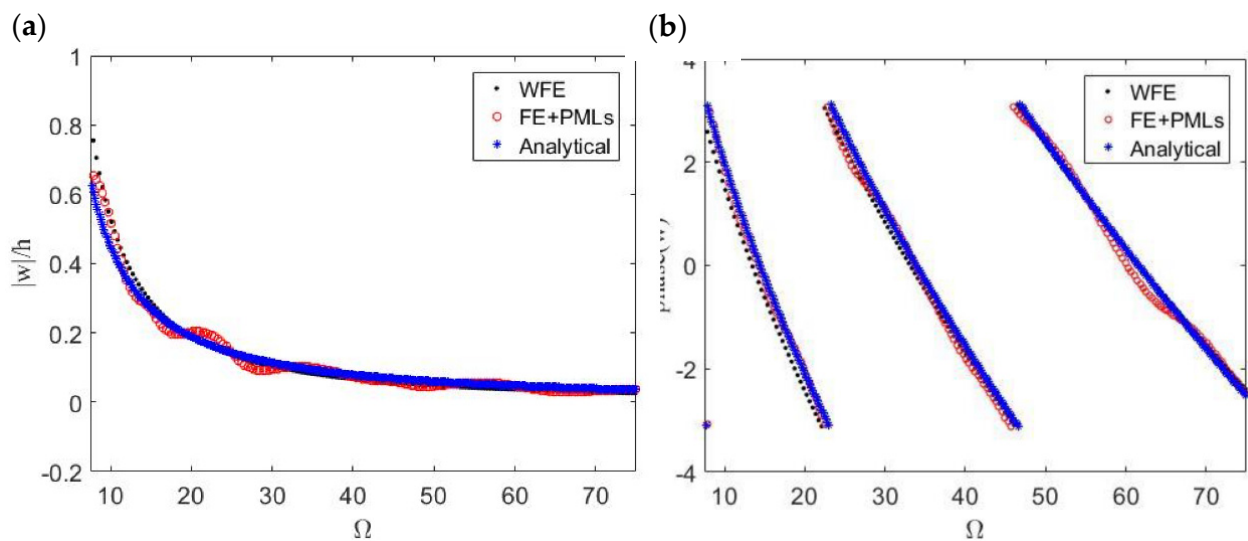 (a)
1
0.8
0.6
0.4
0.2
0
-0.2
|w|/h
10 20 30 40 50 60 70
Ω
WFE
FE+PMLs
Analytical
(b)
4
2
0
-2
-4
phase(w)
10 20 30 40 50 60 70
Ω
WFE
FE+PMLs
Analytical